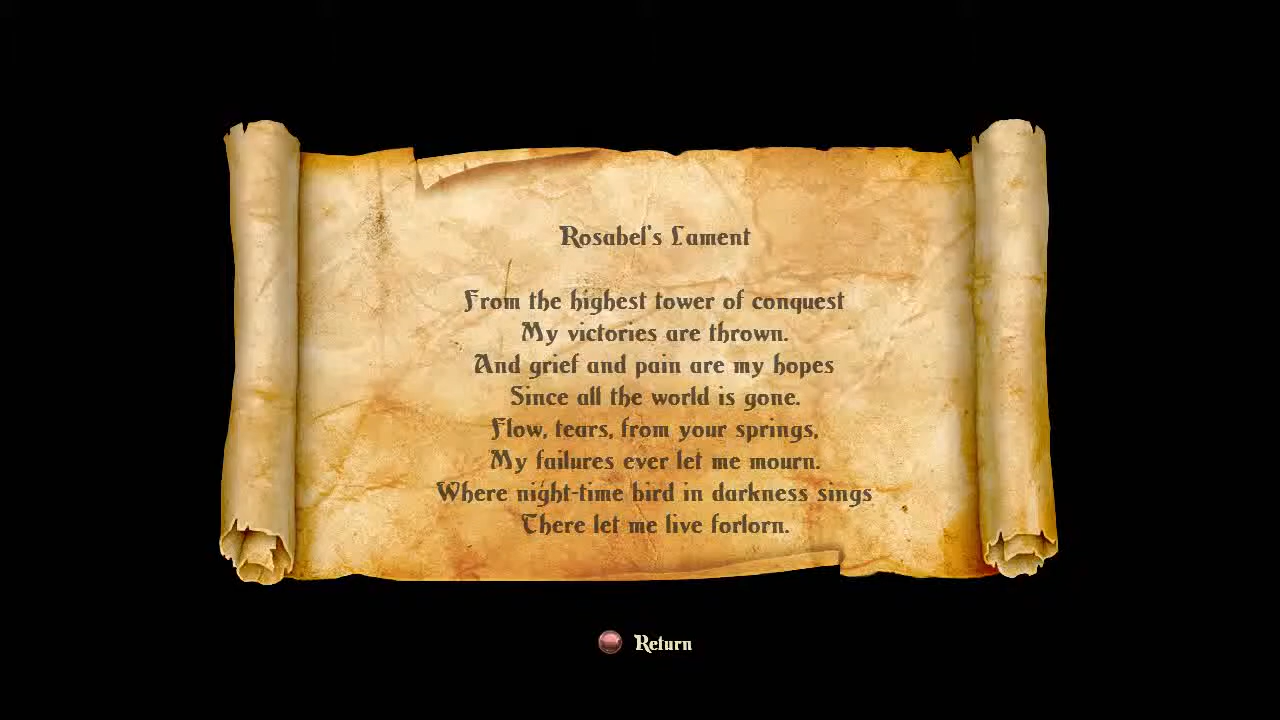 Rosabel's Lament
From the highest tower of conquest
My victories are thrown.
And grief and pain are my hopes
Since all the world is gone.
Flow, tears, from your springs,
My failures ever let me mourn.
Where night-time bird in darkness sings
There let me live forlorn.
Return